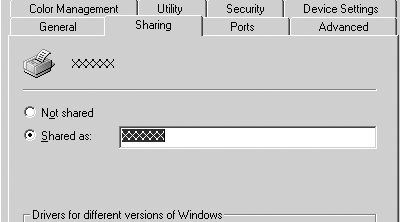 Color Management Utility Security Device Settings
General Sharing Ports Advanced
XXXXXX
Not shared
Shared as: XXXXXX
Drivers for different versions of Windows